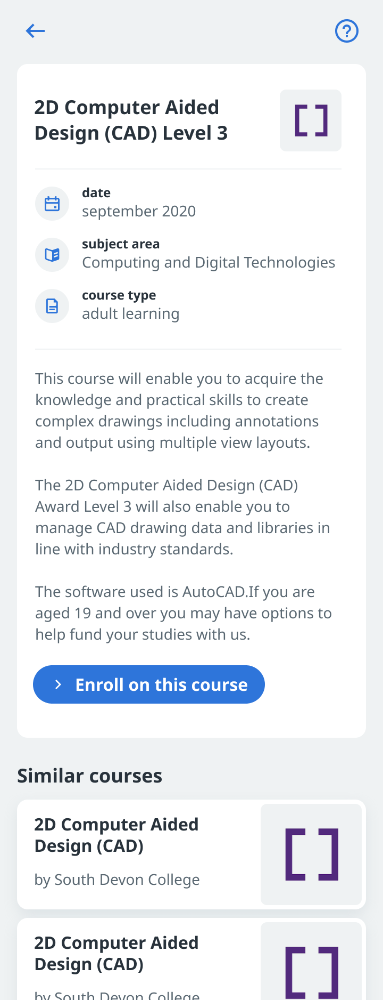 2D Computer Aided
Design (CAD) Level 3
date
september 2020
subject area
Computing and Digital Technologies
course type
adult learning
This course will enable you to acquire the
knowledge and practical skills to create
complex drawings including annotations
and output using multiple view layouts.
The 2D Computer Aided Design (CAD)
Award Level 3 will also enable you to
manage CAD drawing data and libraries in
line with industry standards.
The software used is AutoCAD.If you are
aged 19 and over you may have options to
help fund your studies with us.
Enroll on this course
Similar courses
2D Computer Aided
Design (CAD)
by South Devon College
2D Computer Aided
Design (CAD)
by South Devon College